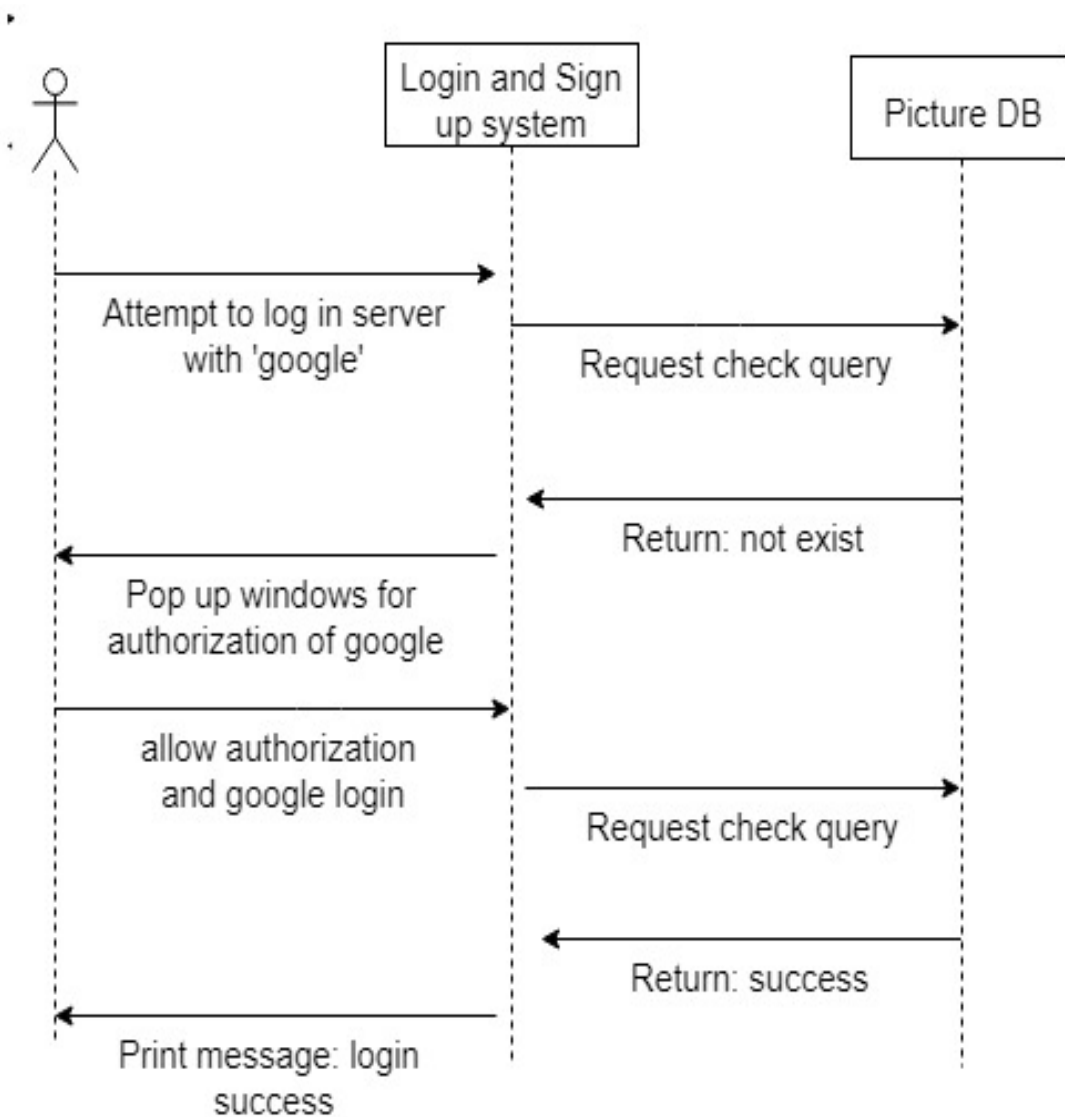 Login and Sign
up system
Picture DB
Attempt to log in server
with 'google'
Request check query
Return: not exist
Pop up windows for
authorization of google
allow authorization
and google login
Request check query
Return: success
Print message: login
success